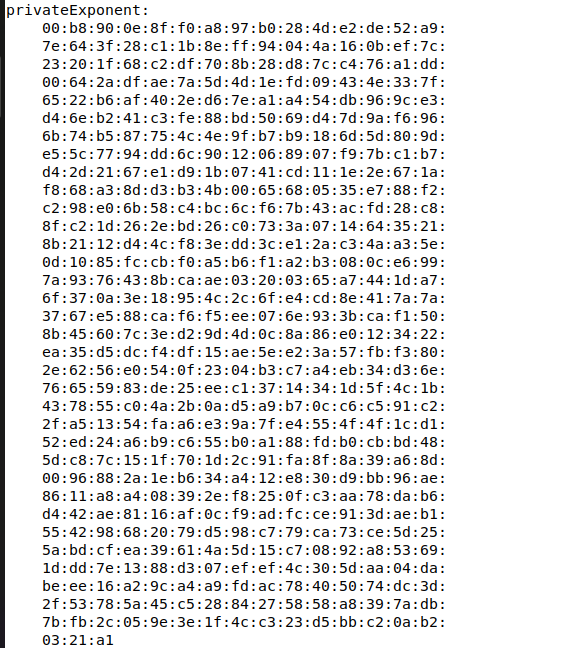 privateExponent:
00:b8:90:0e:8f:f0:a8:97:b0:28:4d:e2:de:52:a9:
7e:64:3f:28:c1:1b:8e:ff:94:04:4a:16:0b:ef:7c:
23:20:1f:68:c2:df:70:8b:28:d8:7c:c4:76:a1:dd:
00:64:2a:df:ae:7a:5d:4d:1e:fd:09:43:4e:33:7f:
65:22:b6:af:40:2e:d6:7e:a1:a4:54:db:96:9c:e3:
d4:6e:b2:41:c3:fe:88:bd:50:69:d4:7d:9a:f6:96:
6b:74:b5:87:75:4c:4e:9f:b7:b9:18:6d:5d:80:9d:
e5:5c:77:94:dd:6c:90:12:06:89:07:f9:7b:c1:b7:
d4:2d:21:67:e1:d9:1b:07:41:cd:11:1e:2e:67:1a:
f8:68:a3:8d:d3:b3:4b:00:65:68:05:35:e7:88:f2:
c2:98:e0:6b:58:c4:bc:6c:f6:7b:43:ac:fd:28:c8:
8f:c2:1d:26:2e:bd:26:c0:73:3a:07:14:64:35:21:
8b:21:12:d4:4c:f8:3e:dd:3c:e1:2a:c3:4a:a3:5e:
0d:10:85:fc:cb:f0:a5:b6:f1:a2:b3:08:0c:e6:99:
7a:93:76:43:8b:ca:ae:03:20:03:65:a7:44:1d:a7:
6f:37:0a:3e:18:95:4c:2c:6f:e4:cd:8e:41:7a:7a:
37:67:e5:88:ca:f6:f5:ee:07:6e:93:3b:ca:f1:50:
8b:45:60:7c:3e:d2:9d:4d:0c:8a:86:e0:12:34:22:
ea:35:d5:dc:f4:df:15:ae:5e:e2:3a:57:fb:f3:80:
2e:62:56:e0:54:0f:23:04:b3:c7:a4:eb:34:d3:6e:
76:65:59:83:de:25:ee:c1:37:14:34:1d:5f:4c:1b:
43:78:55:c0:4a:2b:0a:d5:a9:b7:0c:c6:c5:91:c2:
2f:a5:13:54:fa:a6:e3:9a:7f:e4:55:4f:4f:1c:d1:
52:ed:24:a6:b9:c6:55:b0:a1:88:fd:b0:cb:bd:48:
5d:c8:7c:15:1f:70:1d:2c:91:fa:8f:8a:39:a6:8d:
00:96:88:2a:1e:b6:34:a4:12:e8:30:d9:bb:96:ae:
86:11:a8:a4:08:39:2e:f8:25:0f:c3:aa:78:da:b6:
d4:42:ae:81:16:af:0c:f9:ad:fc:ce:91:3d:ae:b1:
55:42:98:68:20:79:d5:98:c7:79:ca:73:ce:5d:25:
5a:bd:cf:ea:39:61:4a:5d:15:c7:08:92:a8:53:69:
1d:dd:7e:13:88:d3:07:ef:ef:4c:30:5d:aa:04:da:
be:ee:16:a2:9c:a4:a9:fd:ac:78:40:50:74:dc:3d:
2f:53:78:5a:45:c5:28:84:27:58:58:a8:39:7a:db:
7b:fb:2c:05:9e:3e:1f:4c:c3:23:d5:bb:c2:0a:b2:
03:21:a1